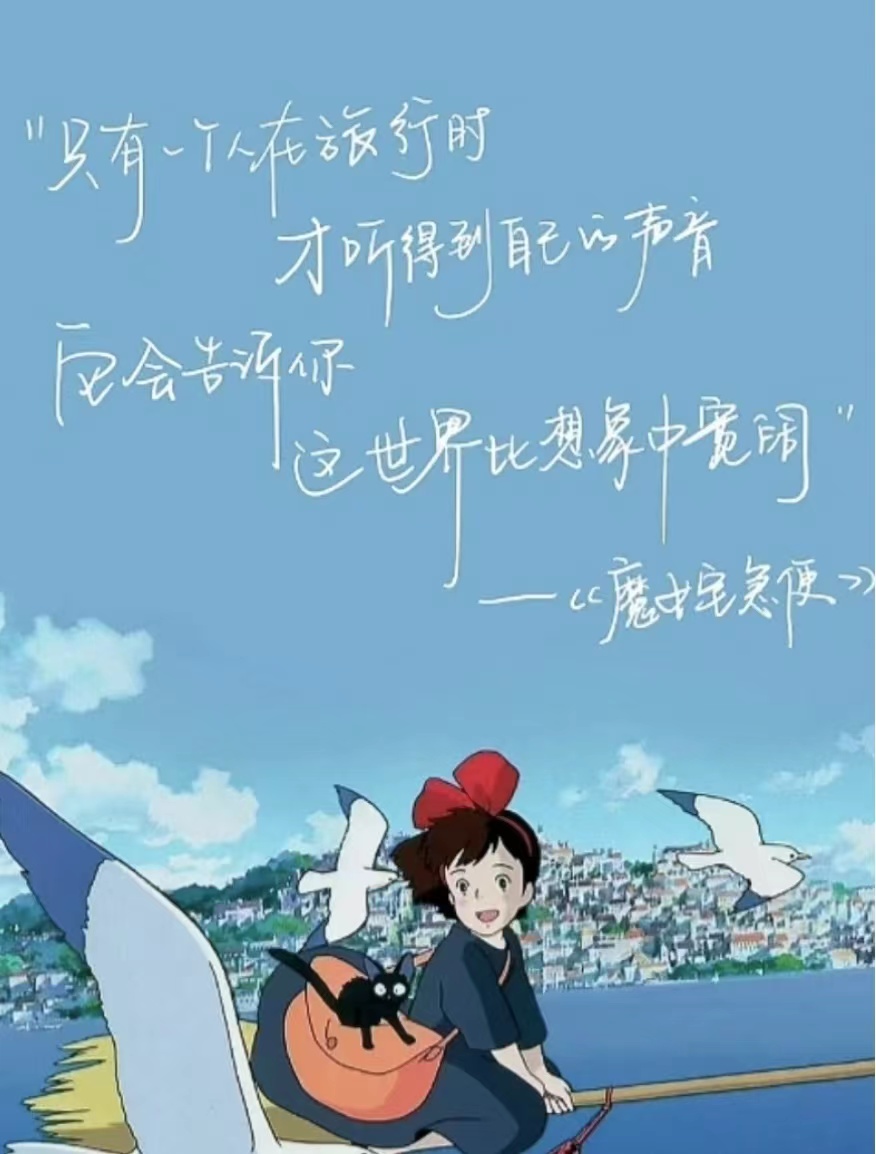 "只有一个人在旅行时
才听得到自己的声音
它会告诉你
这世界比想象中宽阔"
—《魔女宅急便》